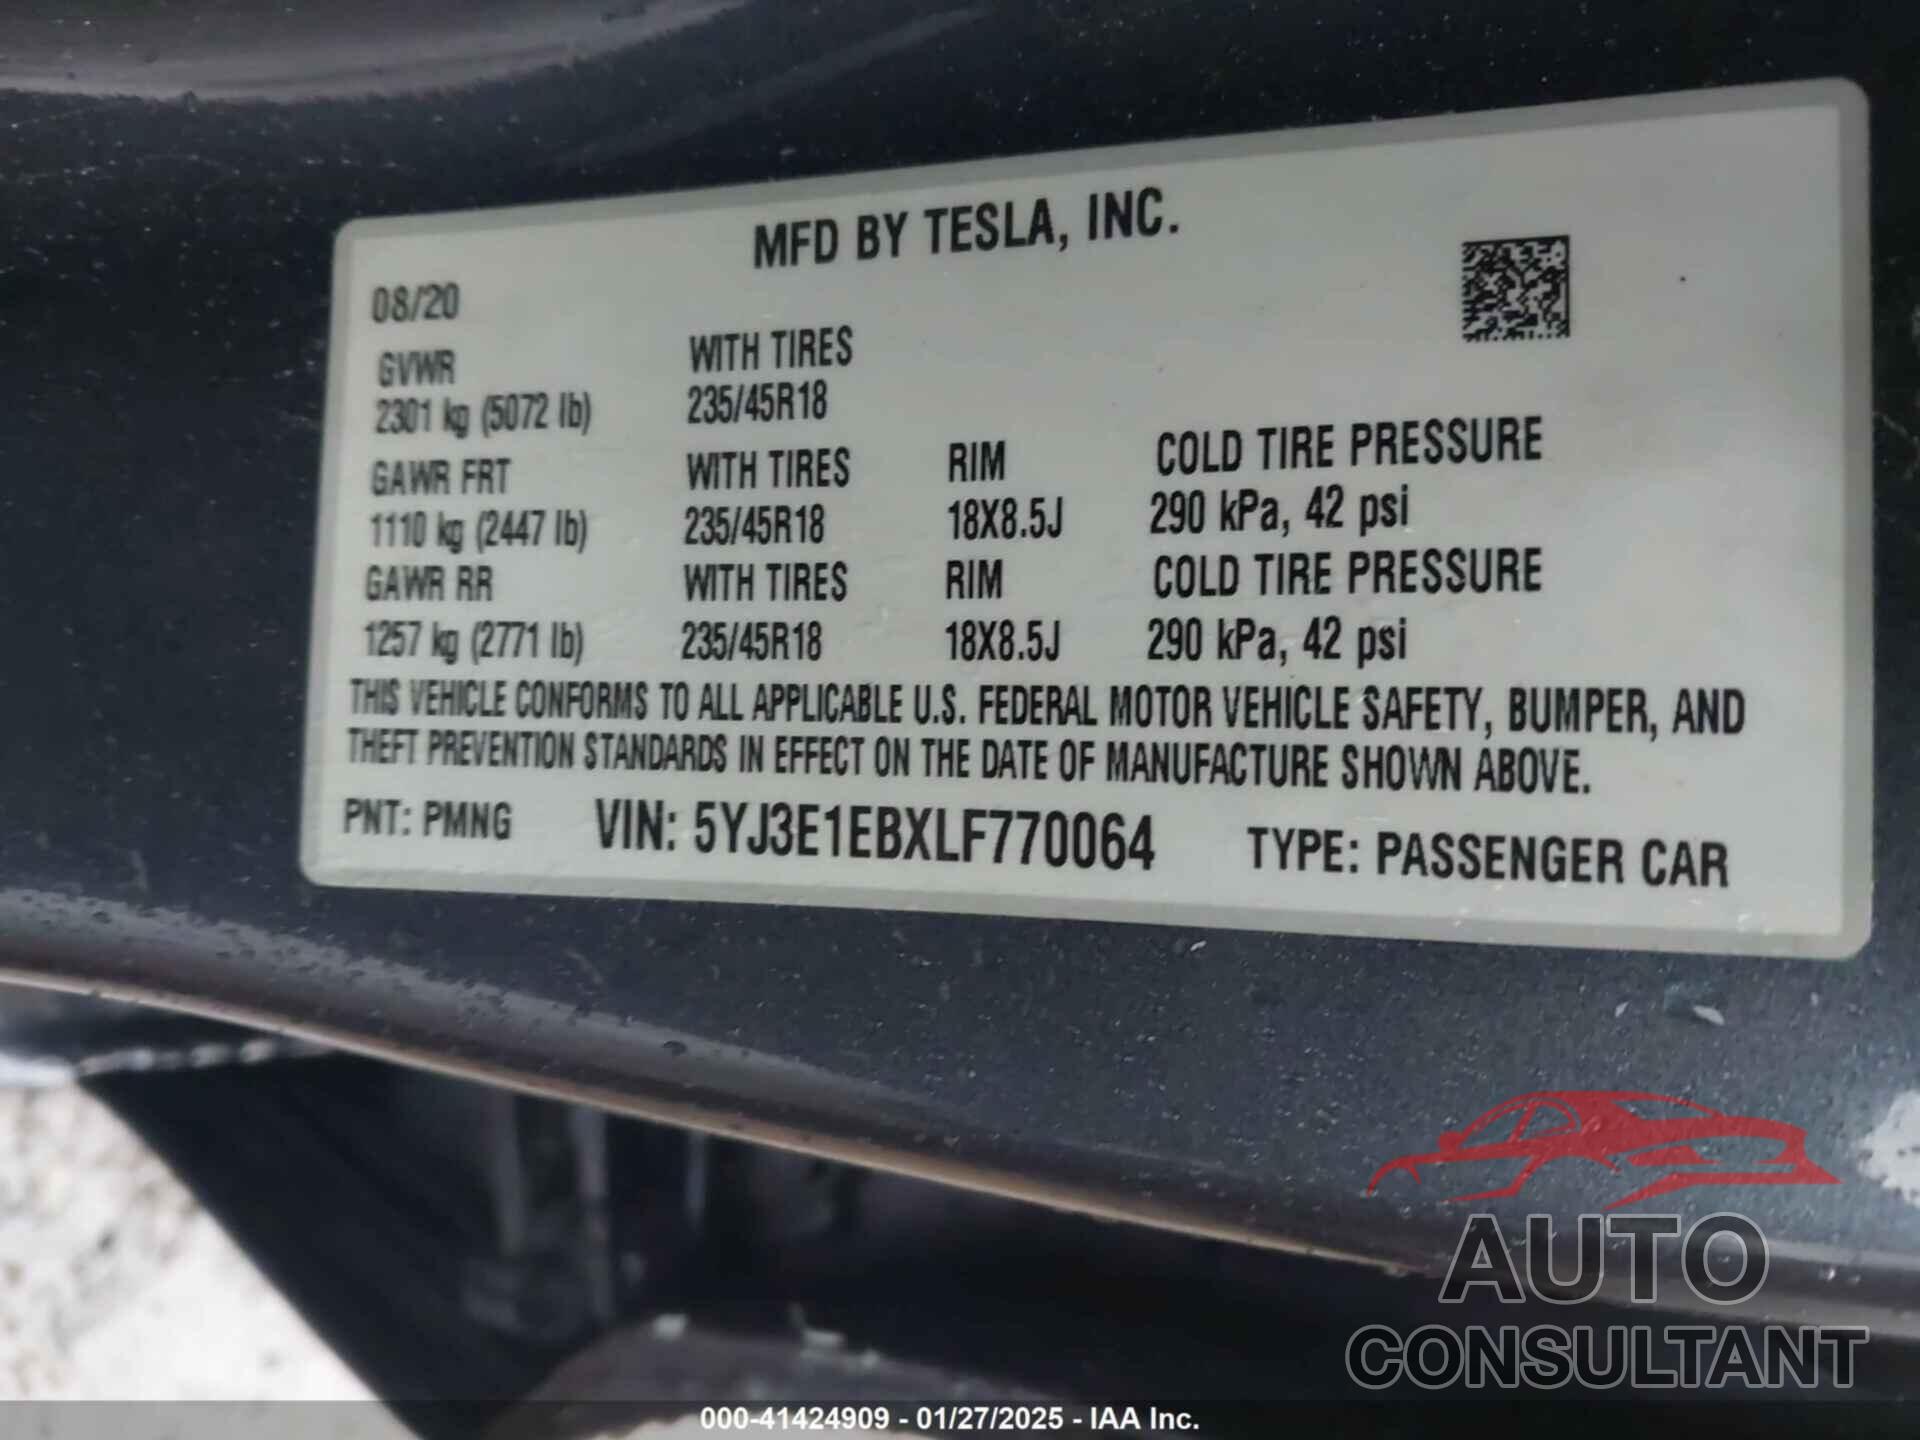 MFD BY TESLA, INC.
08/20
GVWR WITH TIRES
2301 kg (5072 lb) 235/45R18
GAWR FRT WITH TIRES RIM COLD TIRE PRESSURE
1110 kg (2447 lb) 235/45R18 18X8.5J 290 kPa, 42 psi
GAWR RR WITH TIRES RIM COLD TIRE PRESSURE
1257 kg (2771 lb) 235/45R18 18X8.5J 290 kPa, 42 psi
THIS VEHICLE CONFORMS TO ALL APPLICABLE U.S. FEDERAL MOTOR VEHICLE SAFETY, BUMPER, AND
THEFT PREVENTION STANDARDS IN EFFECT ON THE DATE OF MANUFACTURE SHOWN ABOVE.
PNT: PMNG VIN: 5YJ3E1EBXLF770064 TYPE: PASSENGER CAR
AUTO
CONSULTANT
000-41424909 - 01/27/2025 - IAA Inc.